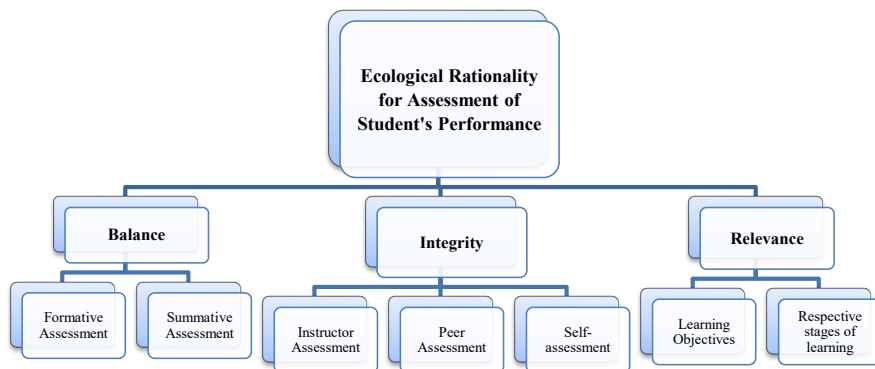 Ecological Rationality
for Assessment of
Student's Performance
Balance
Integrity
Relevance
Formative
Assessment
Summative
Assessment
Instructor
Assessment
Peer
Assessment
Self-
assessment
Learning
Objectives
Respective
stages of
learning